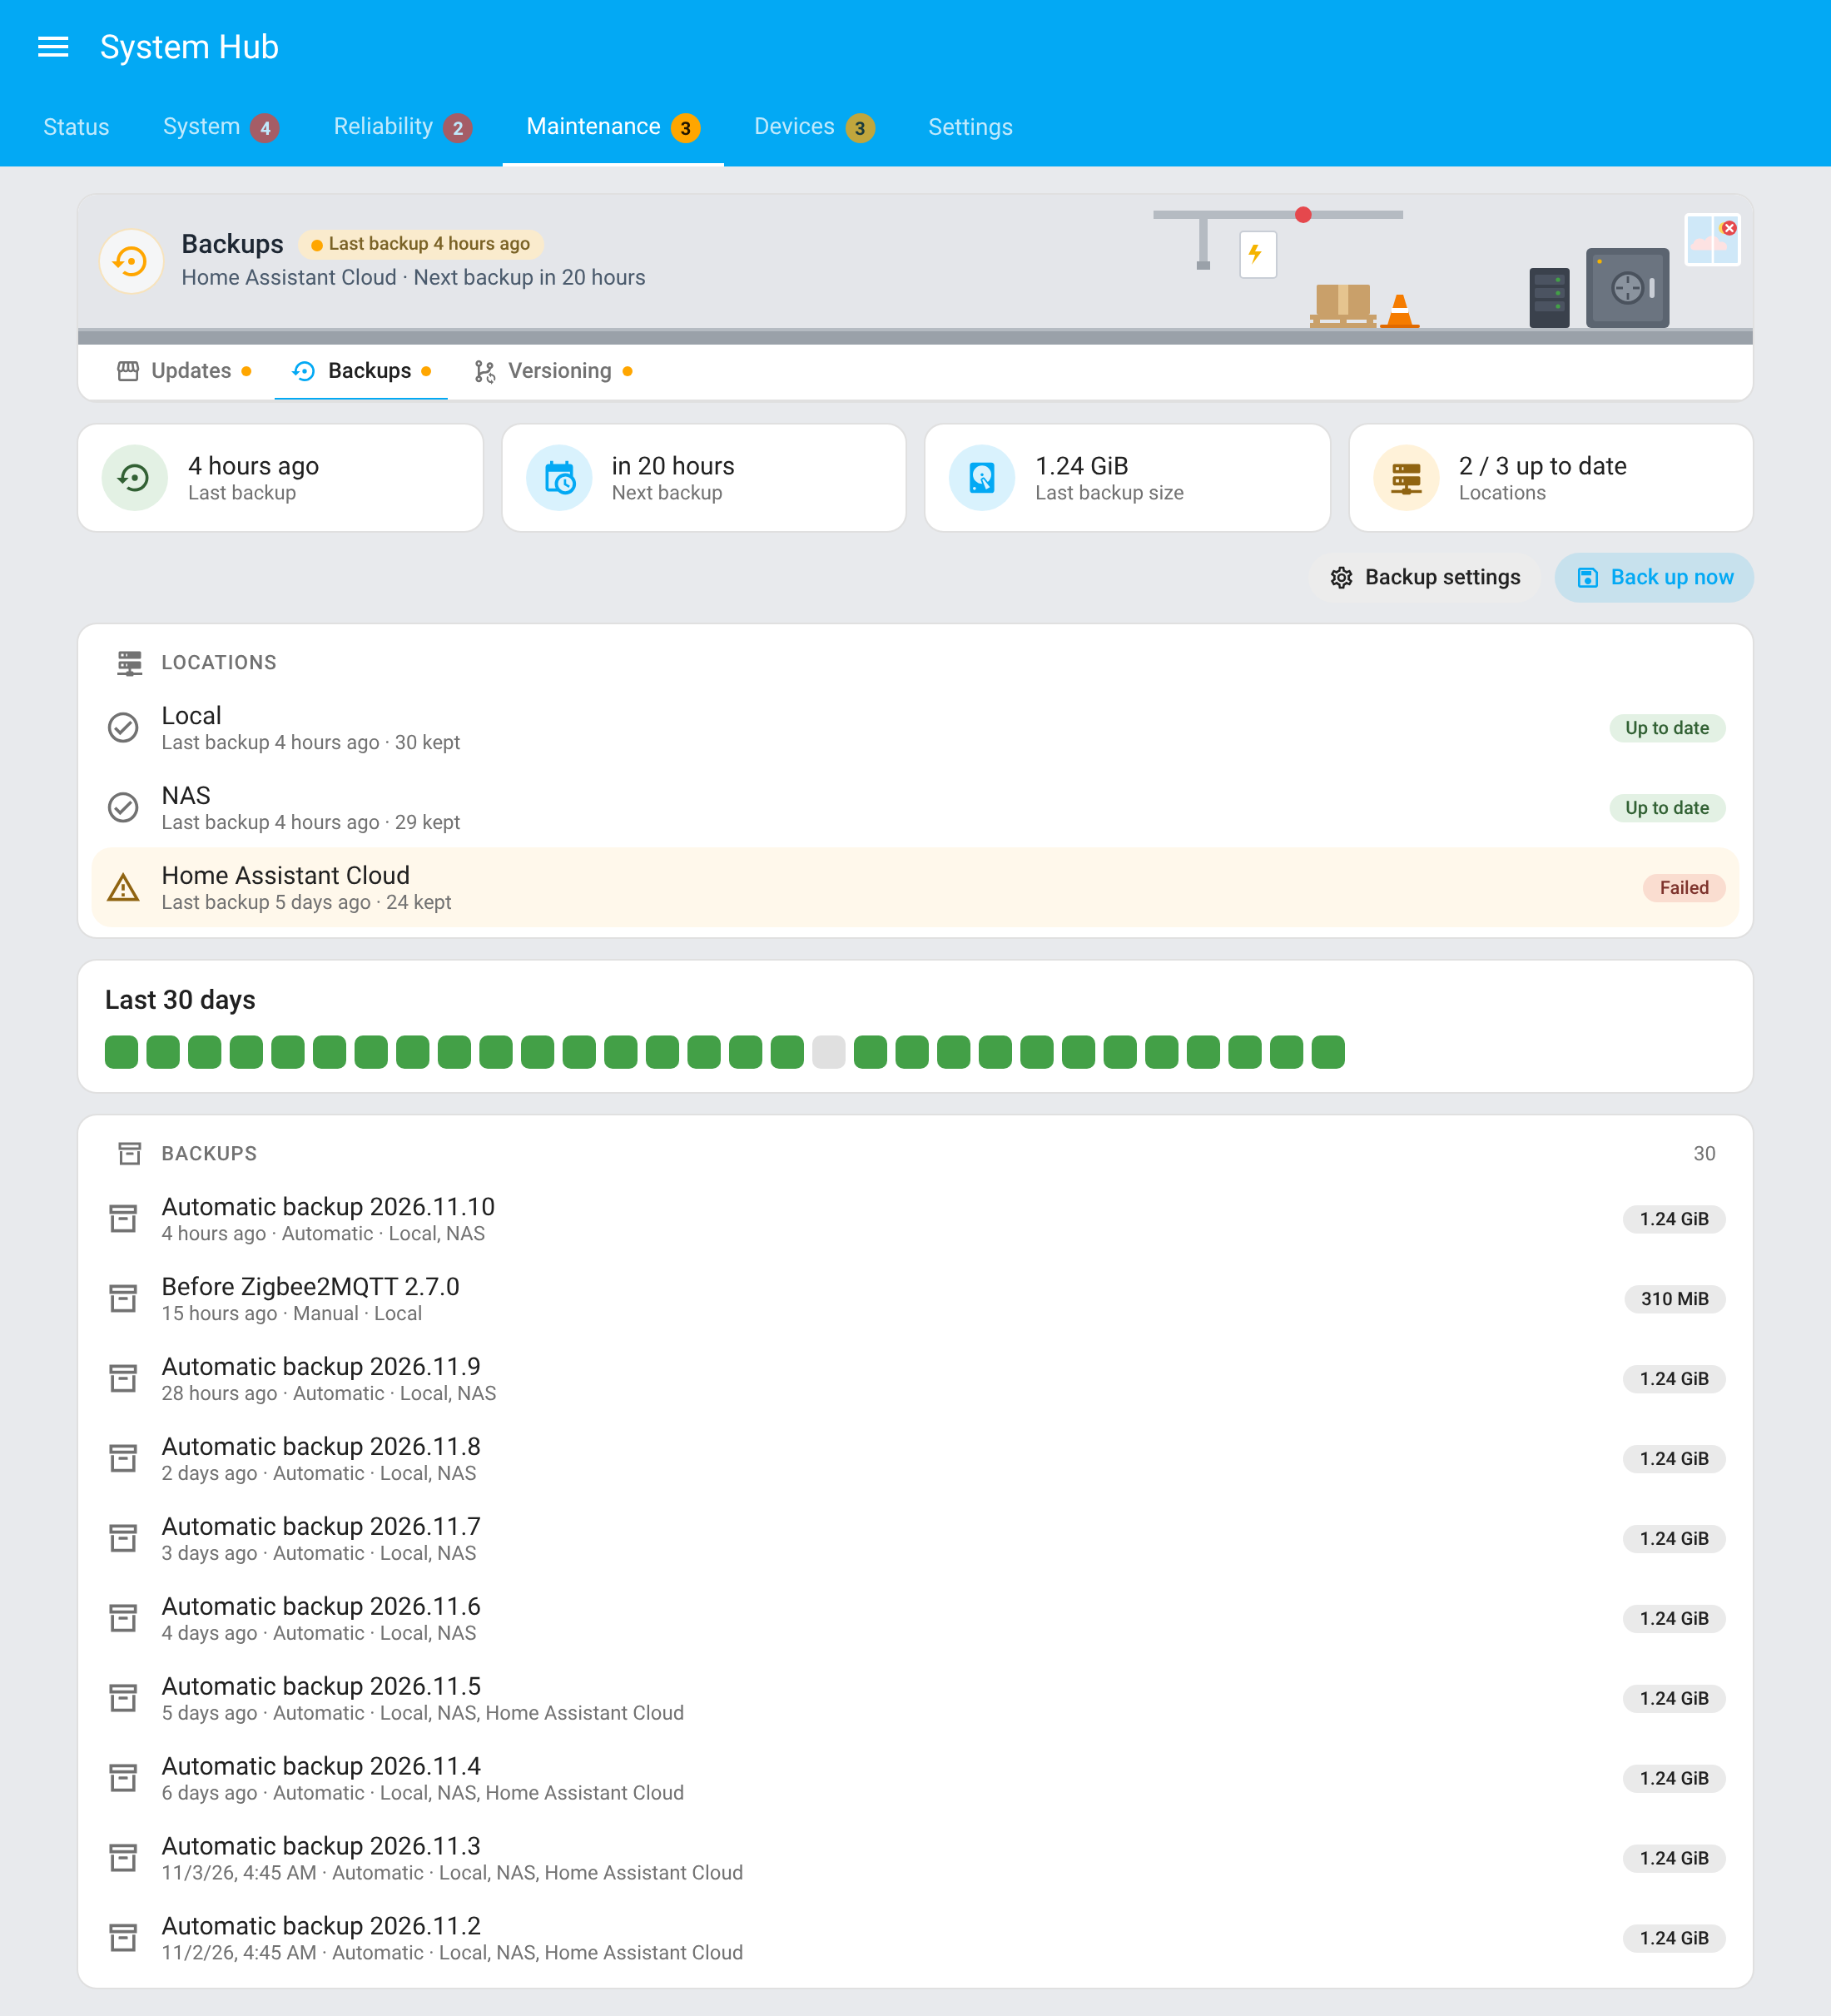 System Hub
Status
System 4
Reliability 2
Maintenance 3
Devices 3
Settings
Backups
Last backup 4 hours ago
Home Assistant Cloud · Next backup in 20 hours
Updates
Backups
Versioning
4 hours ago
Last backup
in 20 hours
Next backup
1.24 GiB
Last backup size
2 / 3 up to date
Locations
Backup settings
Back up now
LOCATIONS
Local
Last backup 4 hours ago · 30 kept
Up to date
NAS
Last backup 4 hours ago · 29 kept
Up to date
Home Assistant Cloud
Last backup 5 days ago · 24 kept
Failed
Last 30 days
BACKUPS
30
Automatic backup 2026.11.10
4 hours ago · Automatic · Local, NAS
1.24 GiB
Before Zigbee2MQTT 2.7.0
15 hours ago · Manual · Local
310 MiB
Automatic backup 2026.11.9
28 hours ago · Automatic · Local, NAS
1.24 GiB
Automatic backup 2026.11.8
2 days ago · Automatic · Local, NAS
1.24 GiB
Automatic backup 2026.11.7
3 days ago · Automatic · Local, NAS
1.24 GiB
Automatic backup 2026.11.6
4 days ago · Automatic · Local, NAS
1.24 GiB
Automatic backup 2026.11.5
5 days ago · Automatic · Local, NAS, Home Assistant Cloud
1.24 GiB
Automatic backup 2026.11.4
6 days ago · Automatic · Local, NAS, Home Assistant Cloud
1.24 GiB
Automatic backup 2026.11.3
11/3/26, 4:45 AM · Automatic · Local, NAS, Home Assistant Cloud
1.24 GiB
Automatic backup 2026.11.2
11/2/26, 4:45 AM · Automatic · Local, NAS, Home Assistant Cloud
1.24 GiB